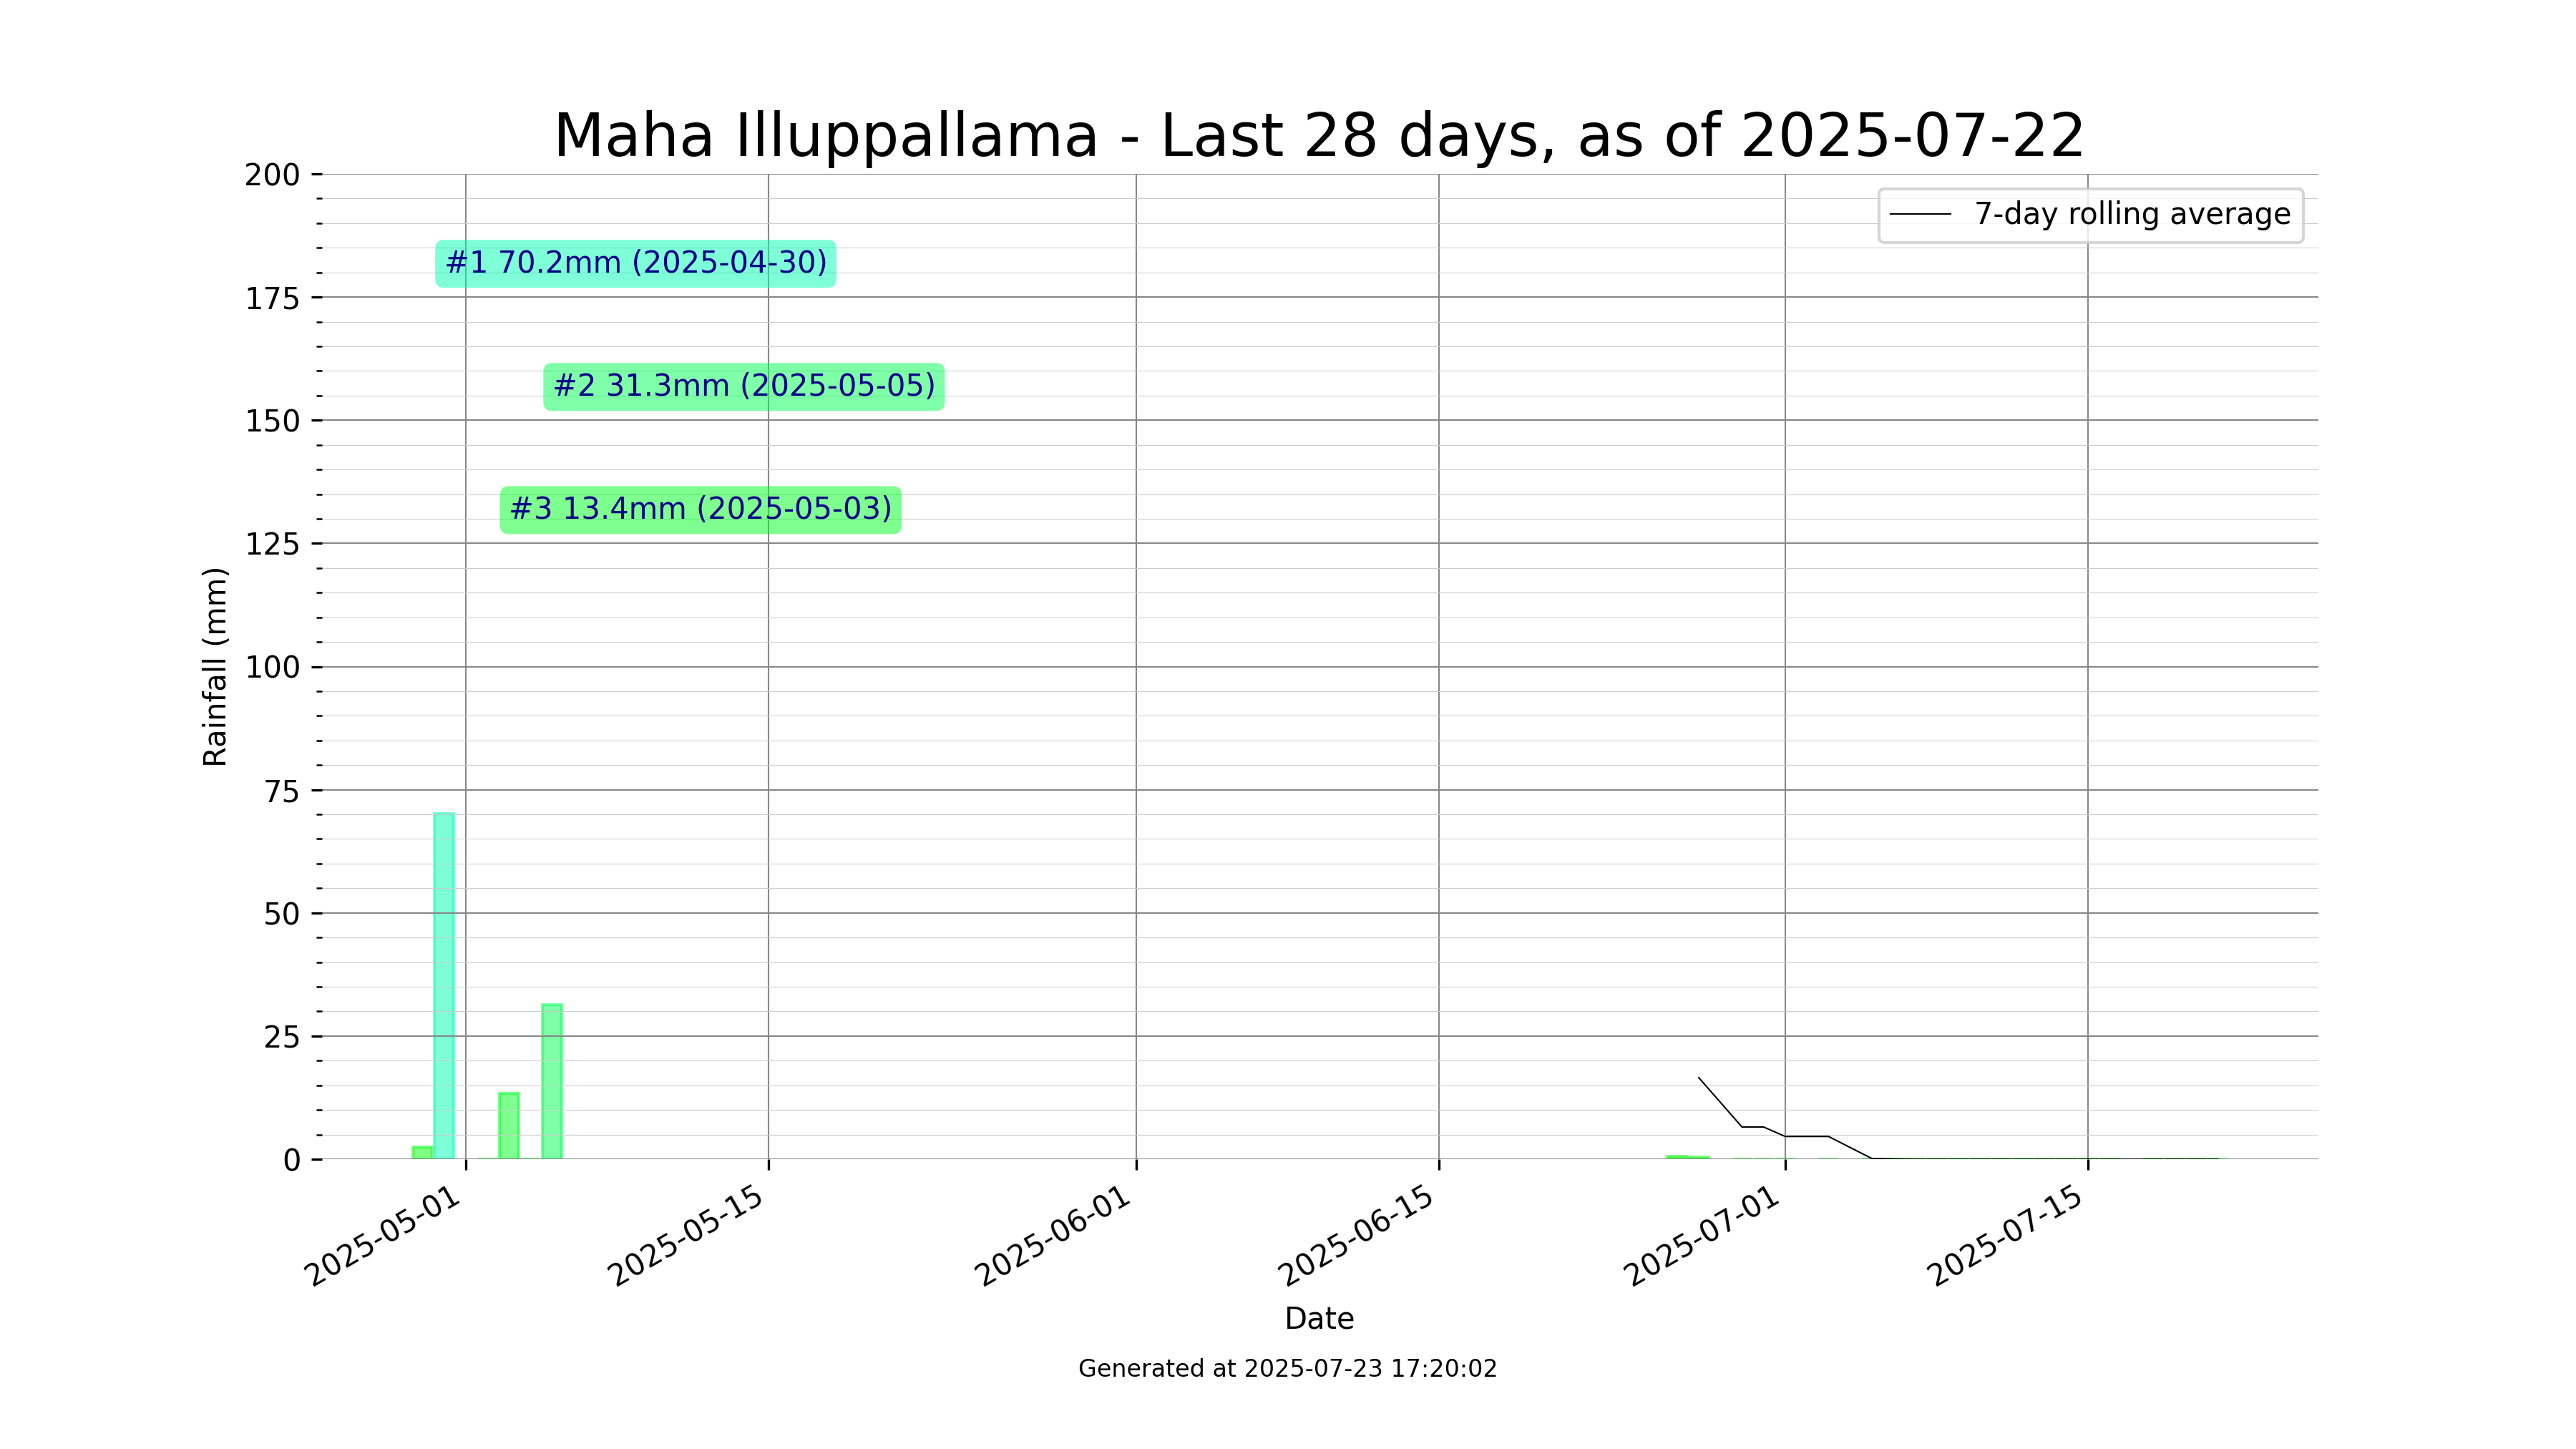 Maha Illuppallama - Last 28 days, as of 2025-07-22
7-day rolling average
#1 70.2mm (2025-04-30)
#2 31.3mm (2025-05-05)
#3 13.4mm (2025-05-03)
Rainfall (mm)
200
175
150
125
100
75
50
25
0
2025-05-01
2025-05-15
2025-06-01
2025-06-15
2025-07-01
2025-07-15
Date
Generated at 2025-07-23 17:20:02